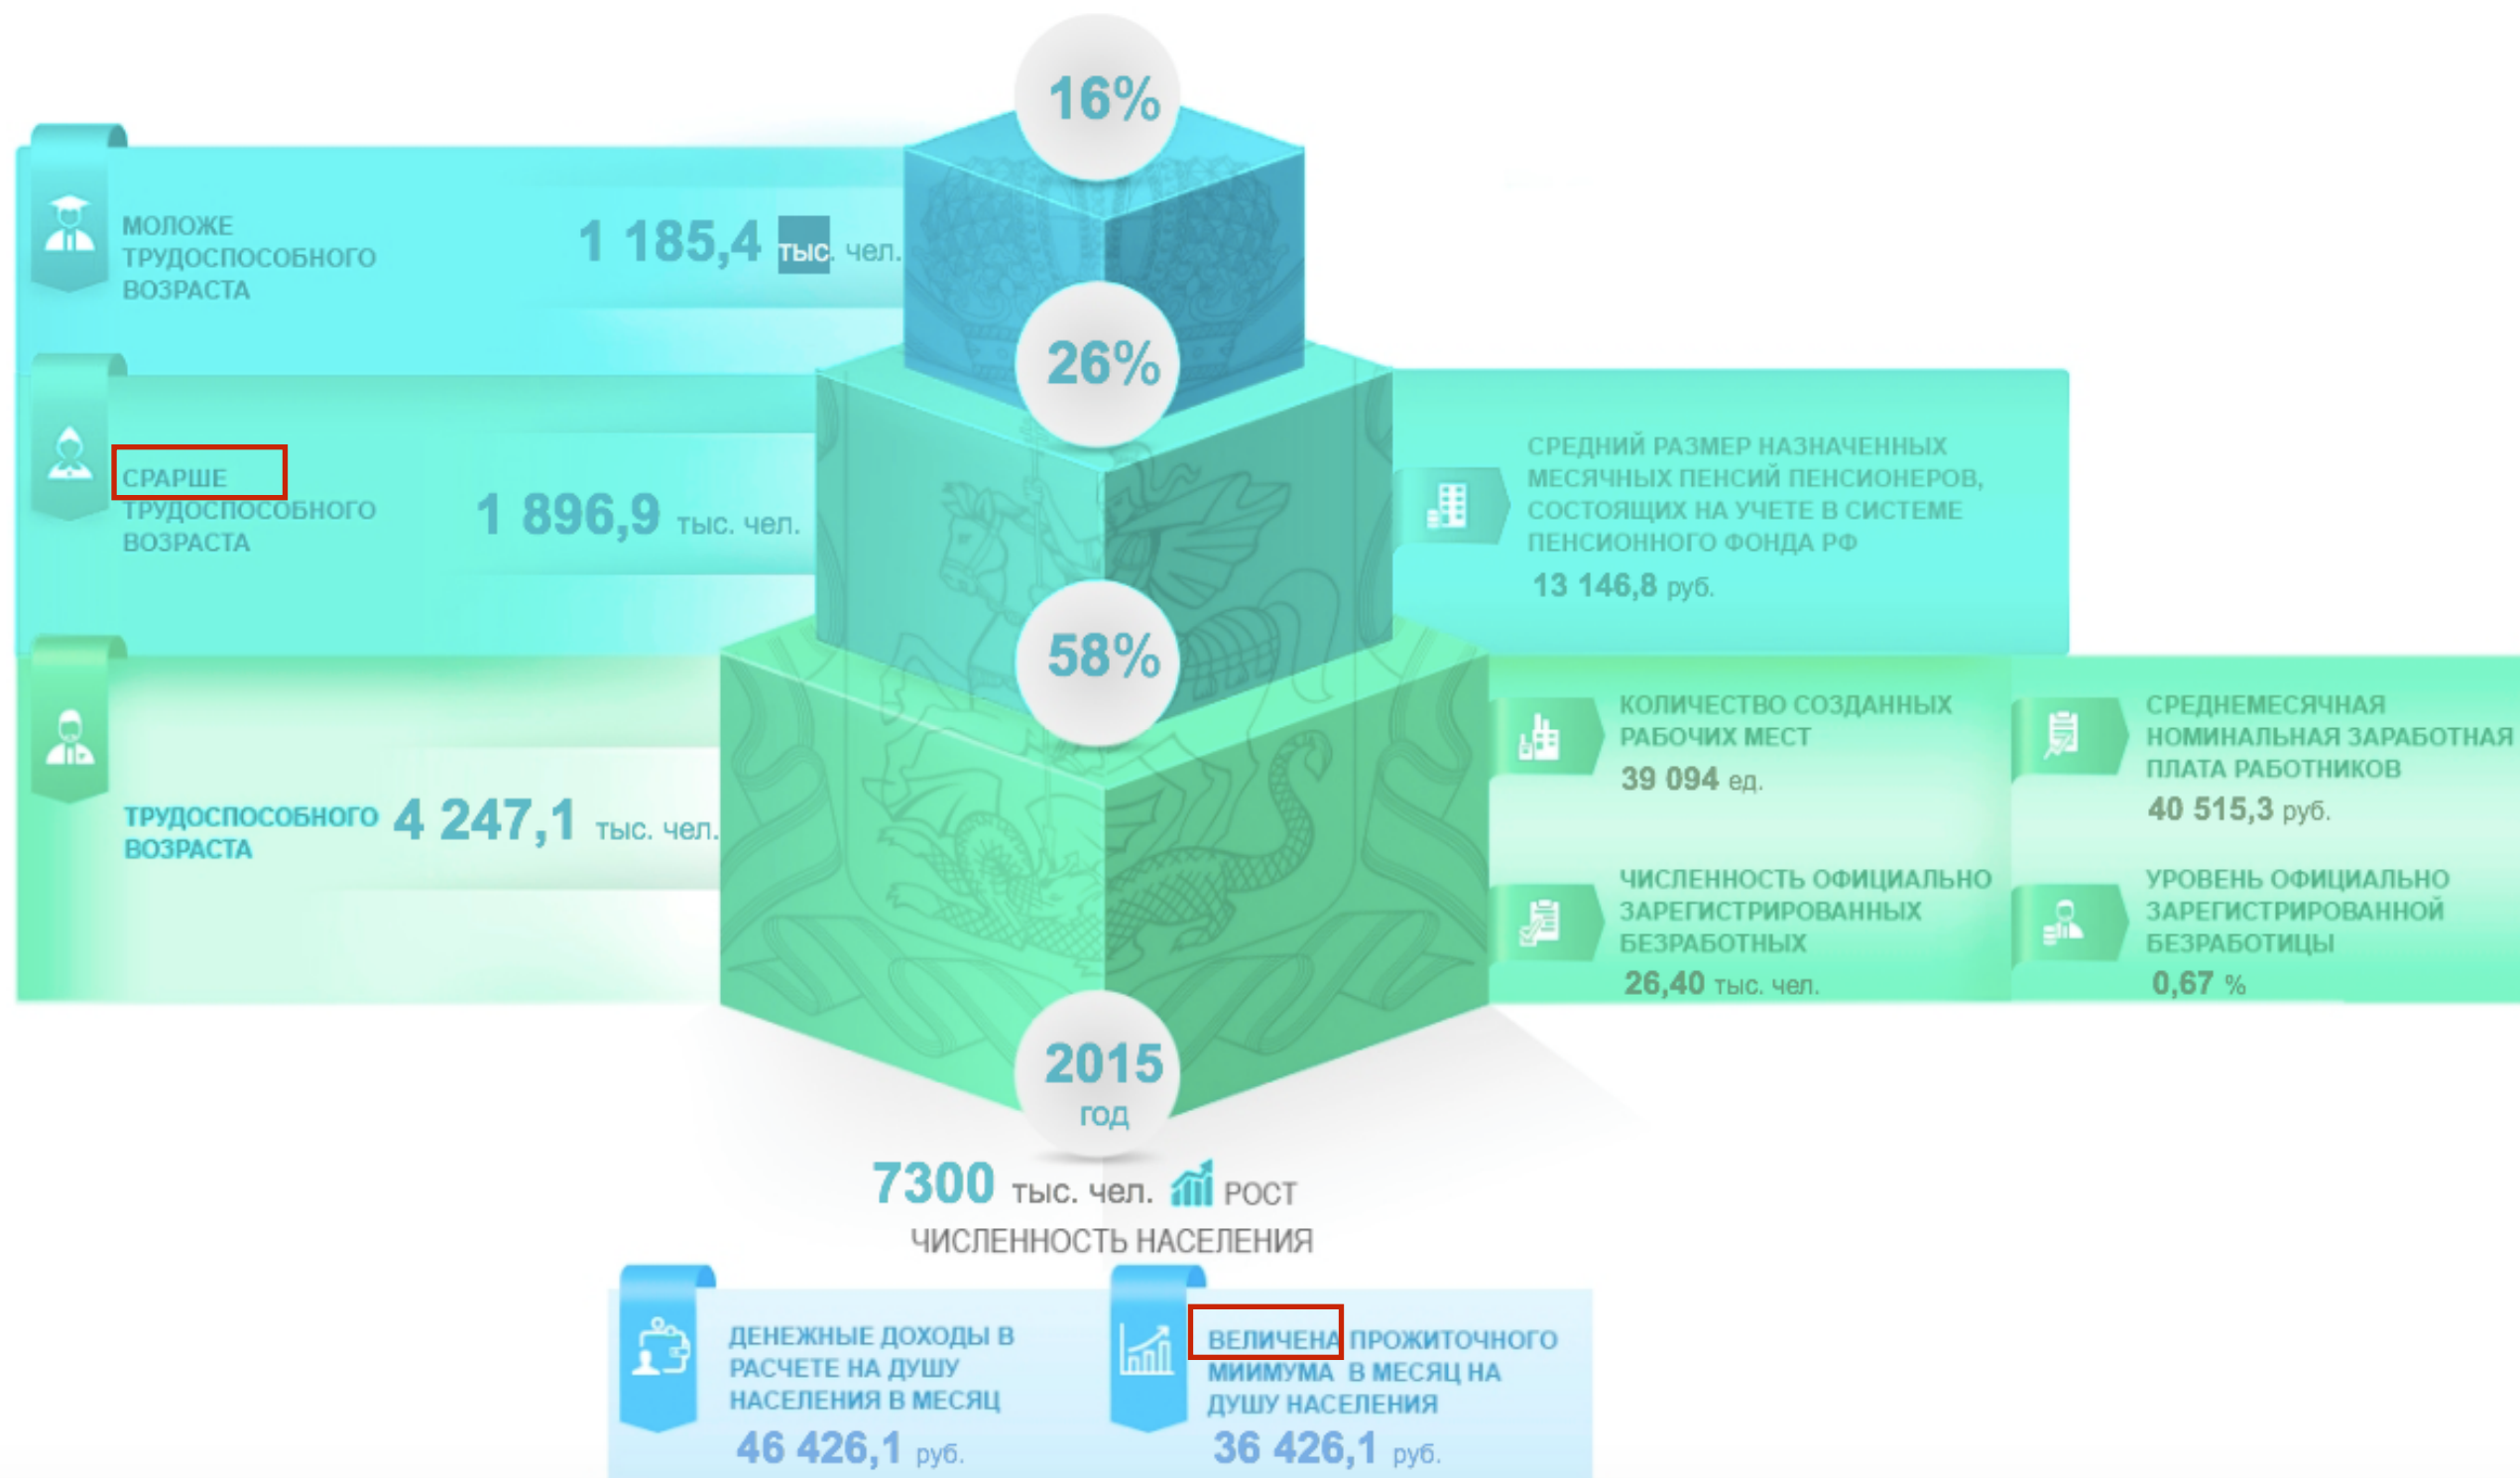 16%
МОЛОЖЕ
ТРУДОСПОСОБНОГО
ВОЗРАСТА
1 185,4 тыс. чел.
26%
СРАРШЕ
ТРУДОСПОСОБНОГО
ВОЗРАСТА
1 896,9 тыс. чел.
СРЕДНИЙ РАЗМЕР НАЗНАЧЕННЫХ
МЕСЯЧНЫХ ПЕНСИЙ ПЕНСИОНЕРОВ,
СОСТОЯЩИХ НА УЧЕТЕ В СИСТЕМЕ
ПЕНСИОННОГО ФОНДА РФ
13 146,8 руб.
58%
ТРУДОСПОСОБНОГО
ВОЗРАСТА
4 247,1 тыс. чел.
КОЛИЧЕСТВО СОЗДАННЫХ
РАБОЧИХ МЕСТ
39 094 ед.
СРЕДНЕМЕСЯЧНАЯ
НОМИНАЛЬНАЯ ЗАРАБОТНАЯ
ПЛАТА РАБОТНИКОВ
40 515,3 руб.
ЧИСЛЕННОСТЬ ОФИЦИАЛЬНО
ЗАРЕГИСТРИРОВАННЫХ
БЕЗРАБОТНЫХ
26,40 тыс. чел.
УРОВЕНЬ ОФИЦИАЛЬНО
ЗАРЕГИСТРИРОВАННОЙ
БЕЗРАБОТИЦЫ
0,67 %
2015
год
7300 тыс. чел. РОСТ
ЧИСЛЕННОСТЬ НАСЕЛЕНИЯ
ДЕНЕЖНЫЕ ДОХОДЫ В
РАСЧЕТЕ НА ДУШУ
НАСЕЛЕНИЯ В МЕСЯЦ
46 426,1 руб.
ВЕЛИЧЕНА ПРОЖИТОЧНОГО
МИИМУМА В МЕСЯЦ НА
ДУШУ НАСЕЛЕНИЯ
36 426,1 руб.